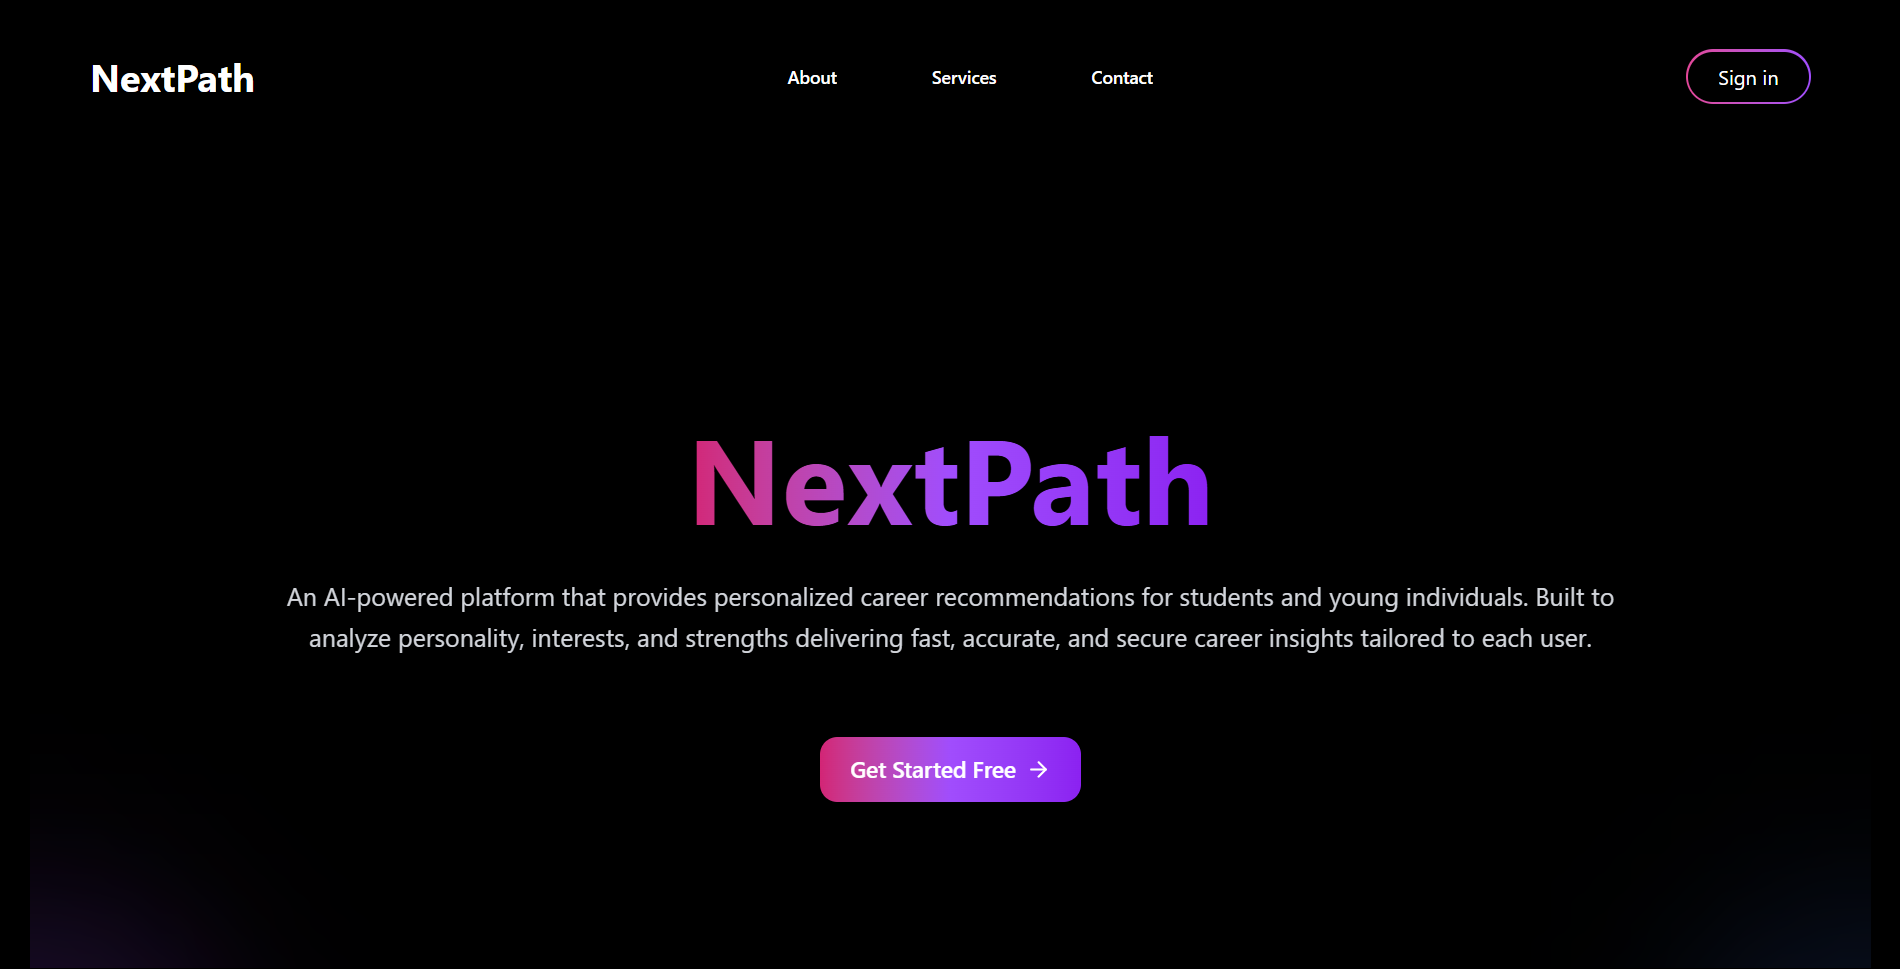 NextPath
About
Services
Contact
Sign in
NextPath
An AI-powered platform that provides personalized career recommendations for students and young individuals. Built to
analyze personality, interests, and strengths delivering fast, accurate, and secure career insights tailored to each user.
Get Started Free →